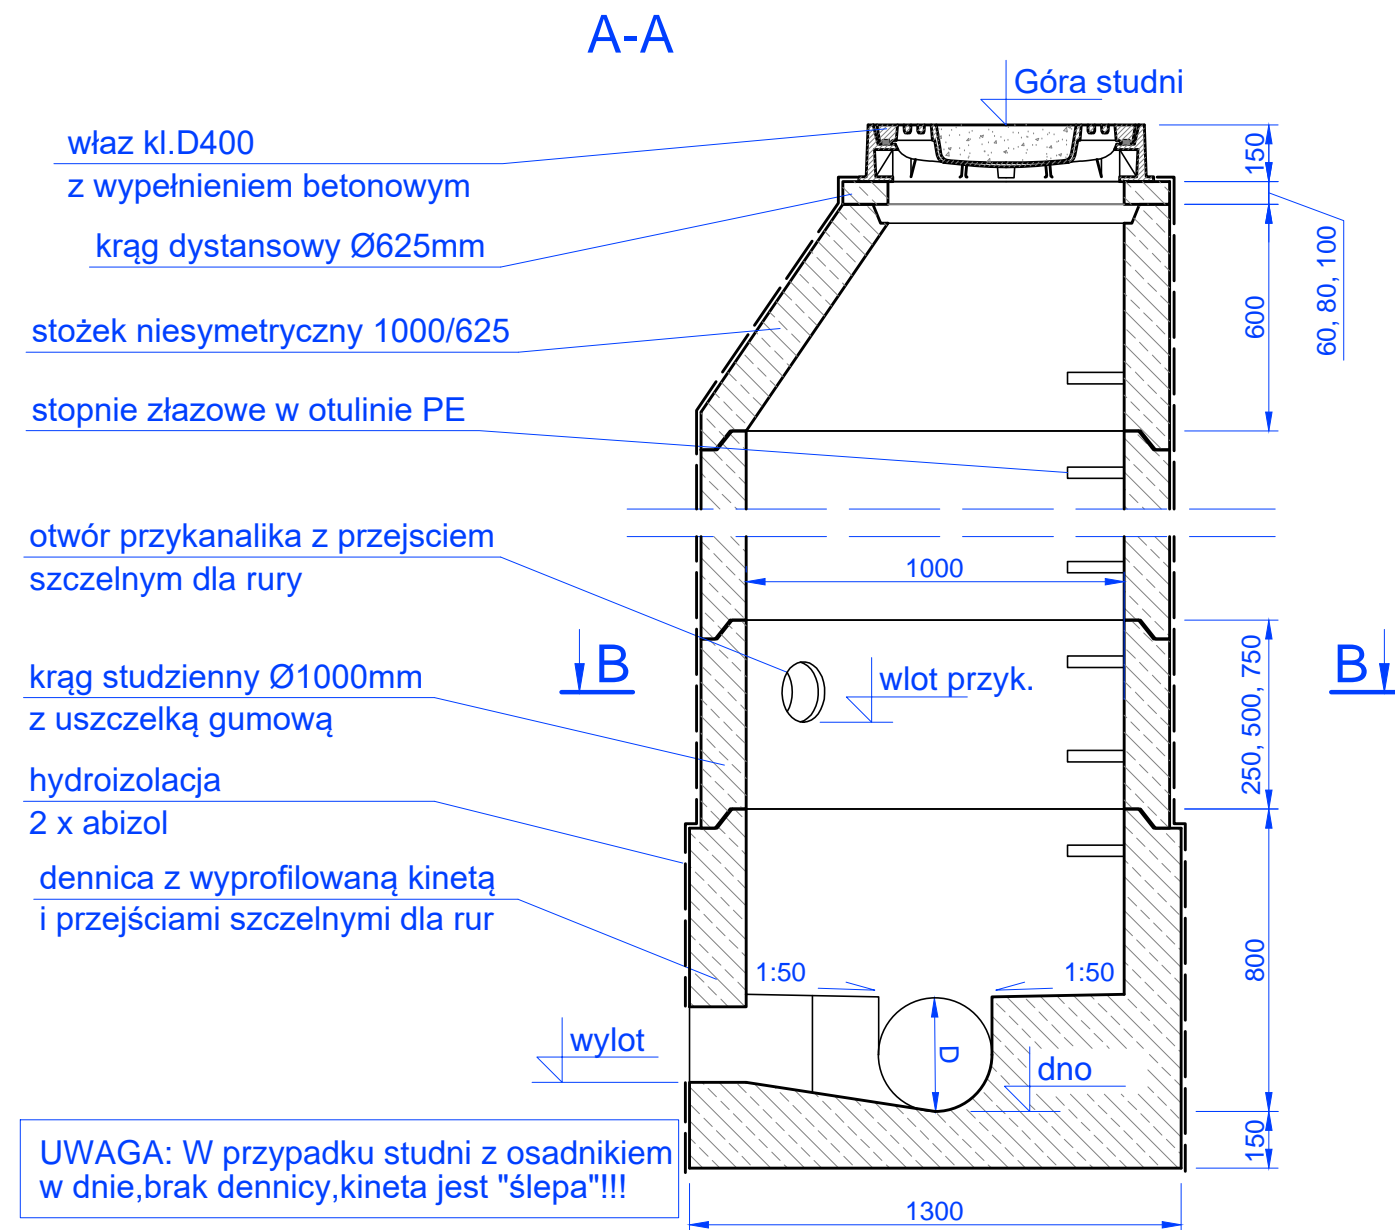 A-A
Góra studni
właz kl.D400
z wypełnieniem betonowym
150
krąg dystansowy Ø625mm
60, 80, 100
600
stożek niesymetryczny 1000/625
stopnie złazowe w otulinie PE
otwór przykanalika z przejsciem
szczelnym dla rury
1000
B
B
krąg studzienny Ø1000mm
z uszczelką gumową
wlot przyk.
250, 500, 750
hydroizolacja
2 x abizol
dennica z wyprofilowaną kinetą
i przejściami szczelnymi dla rur
1:50
1:50
800
wylot
D
dno
150
UWAGA: W przypadku studni z osadnikiem
w dnie,brak dennicy,kineta jest "ślepa"!!!
1300